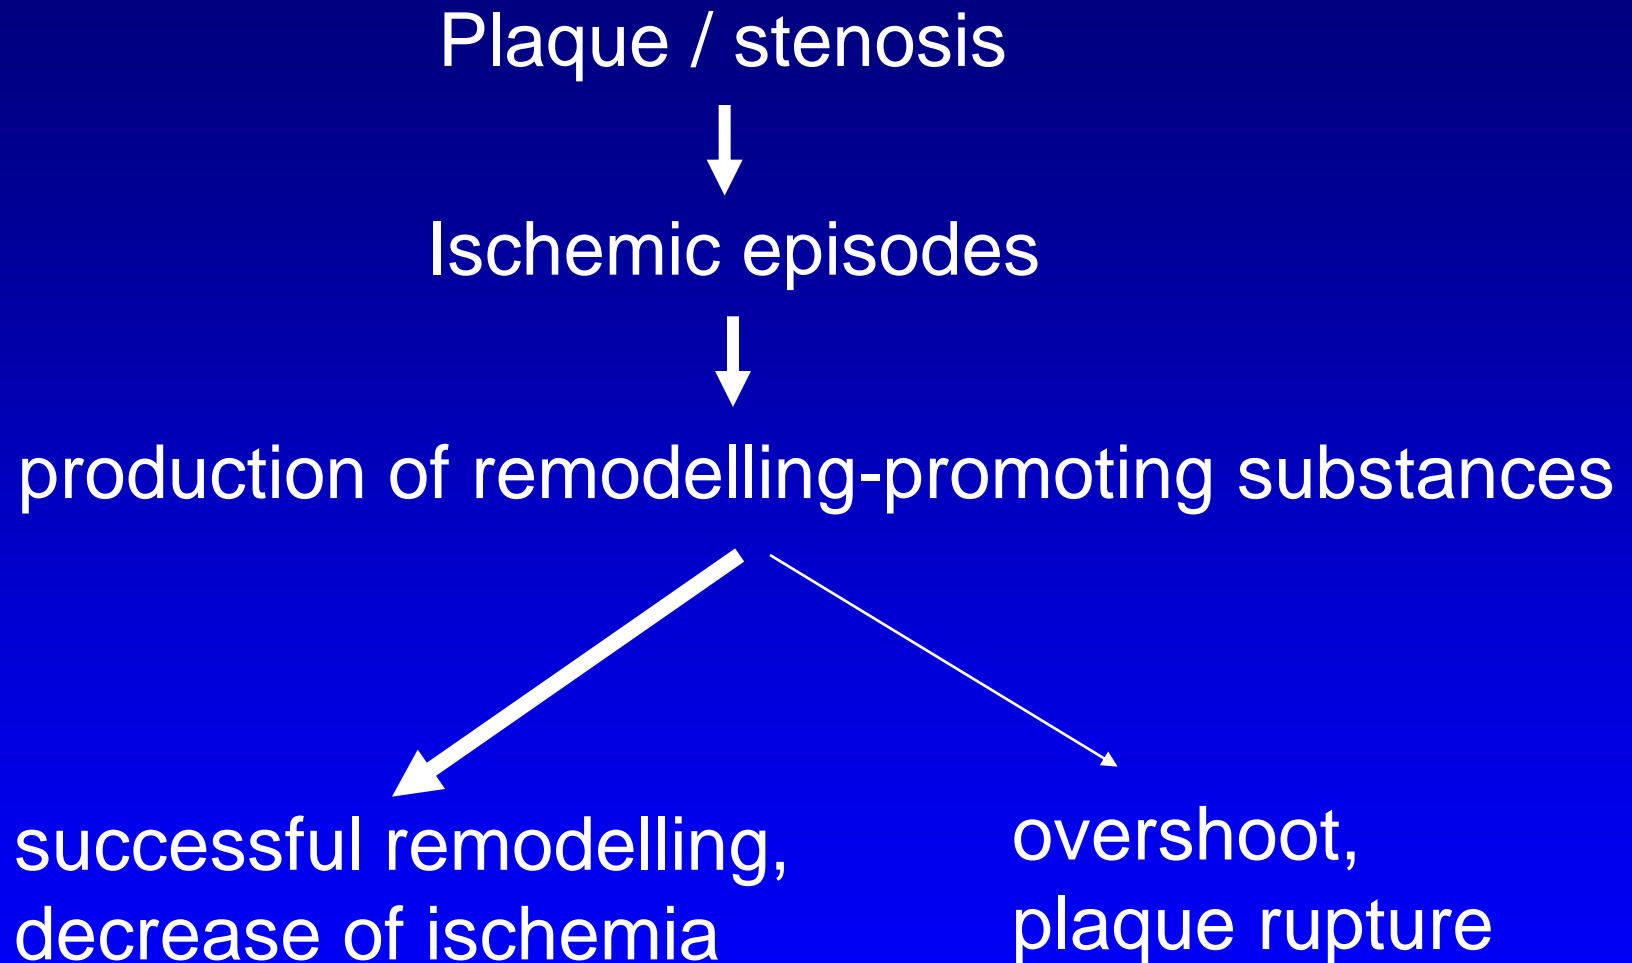 Plaque / stenosis
Ischemic episodes
production of remodelling-promoting substances
successful remodelling,
decrease of ischemia
overshoot,
plaque rupture